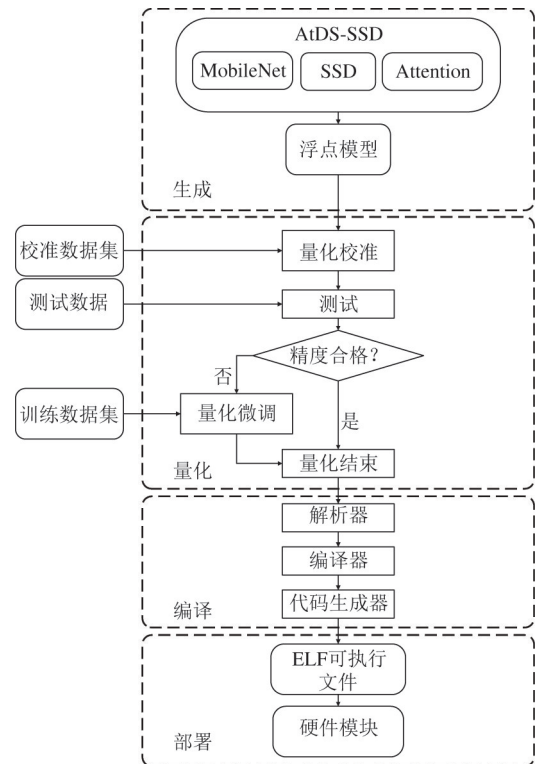 AtDS-SSD
MobileNet
SSD
Attention
浮点模型
生成
校准数据集
量化校准
测试数据
测试
精度合格?
否
训练数据集
量化微调
是
量化
量化结束
解析器
编译器
编译
代码生成器
ELF可执行
文件
硬件模块
部署